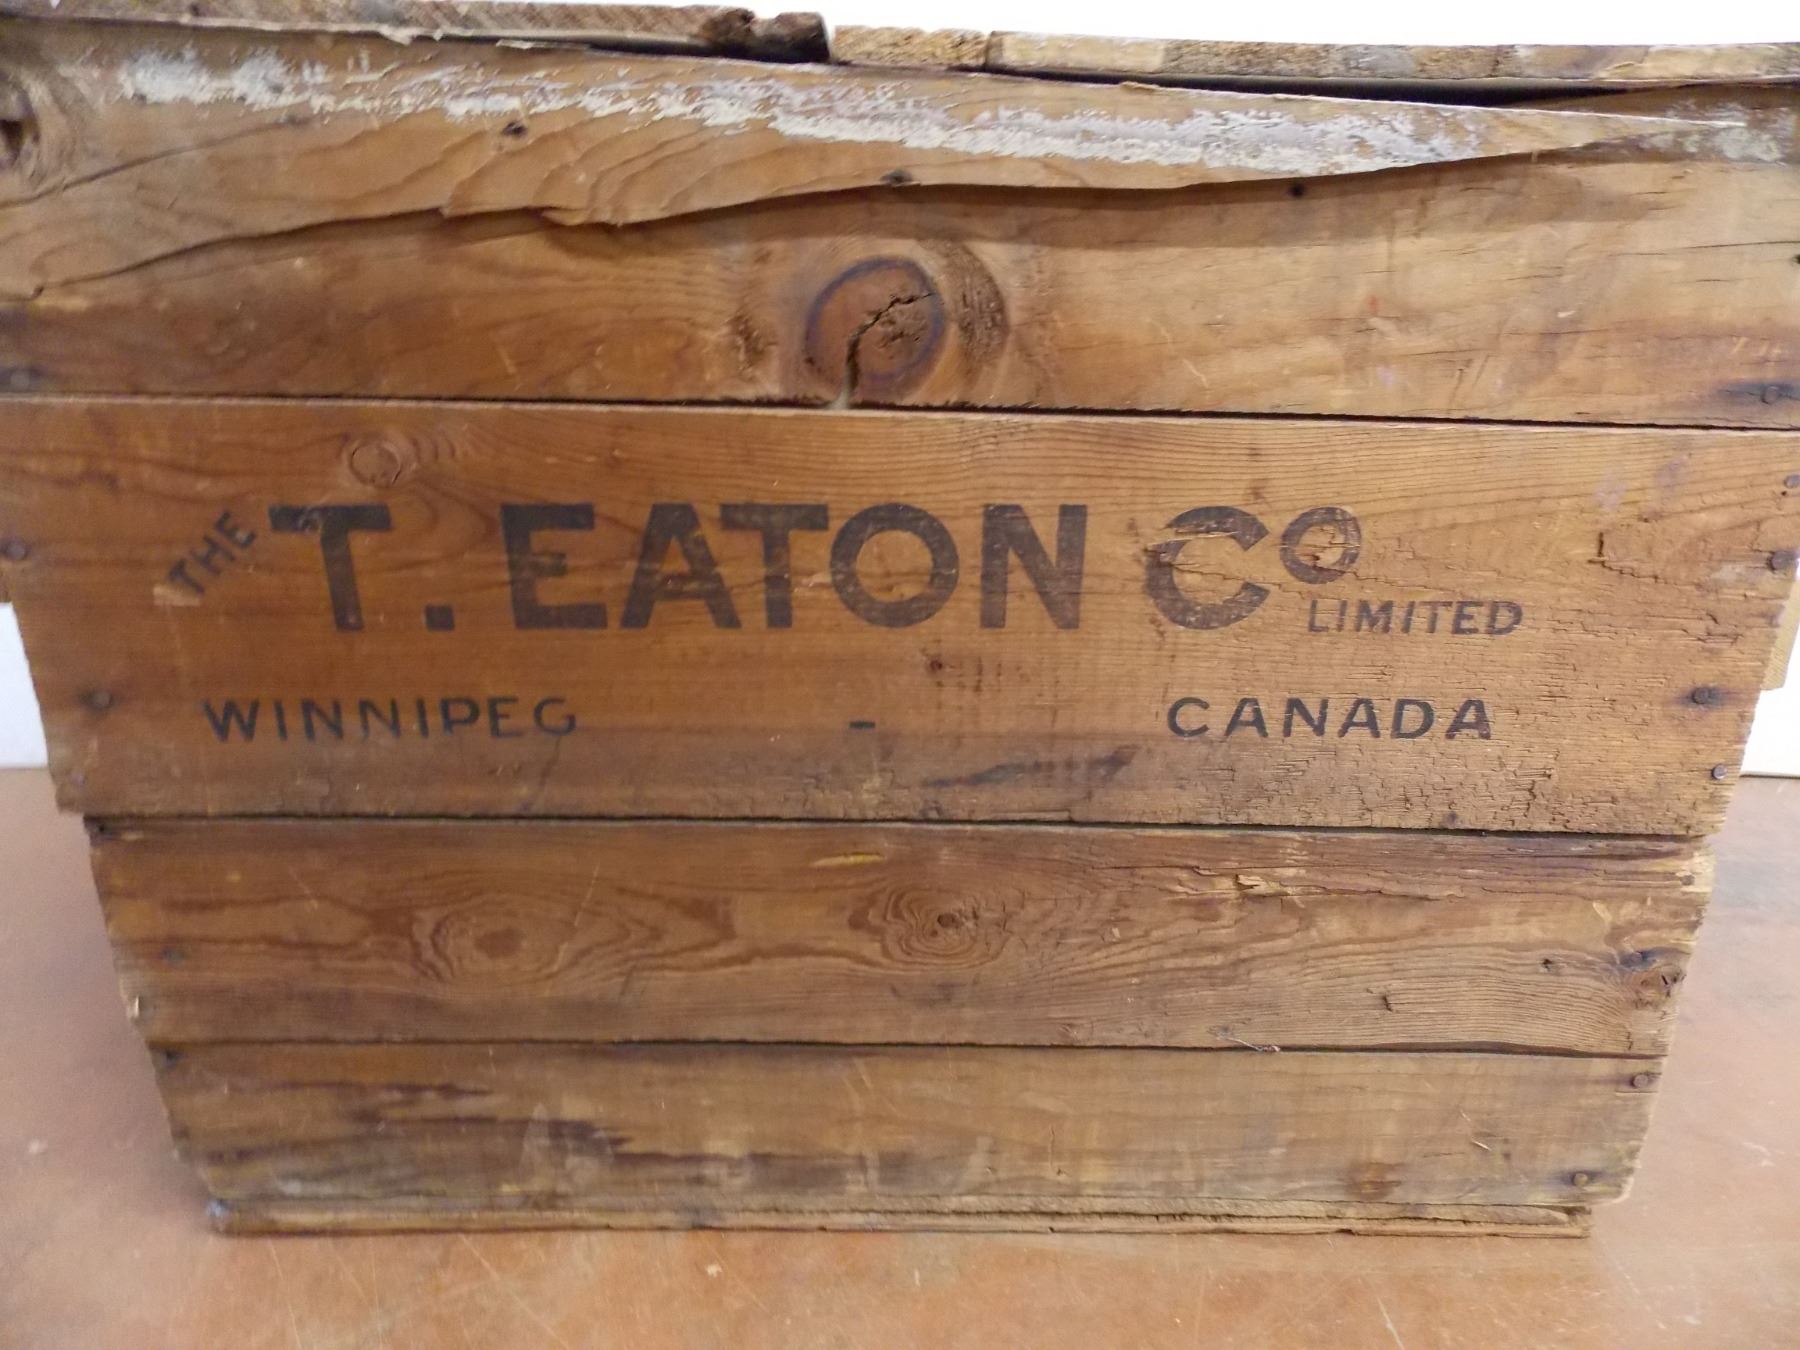 THE T. EATON Co LIMITED
WINNIPEG - CANADA